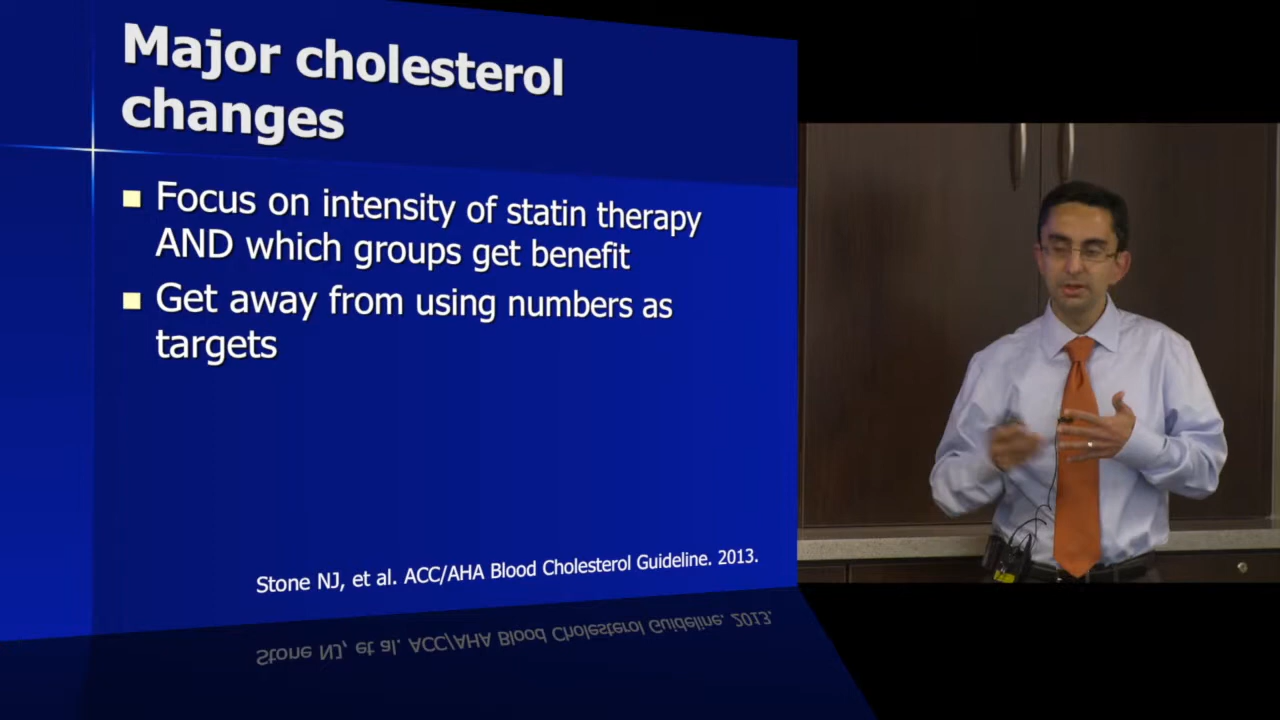 Major cholesterol
changes
Focus on intensity of statin therapy
AND which groups get benefit
Get away from using numbers as
targets
Stone NJ, et al. ACC/AHA Blood Cholesterol Guideline. 2013.